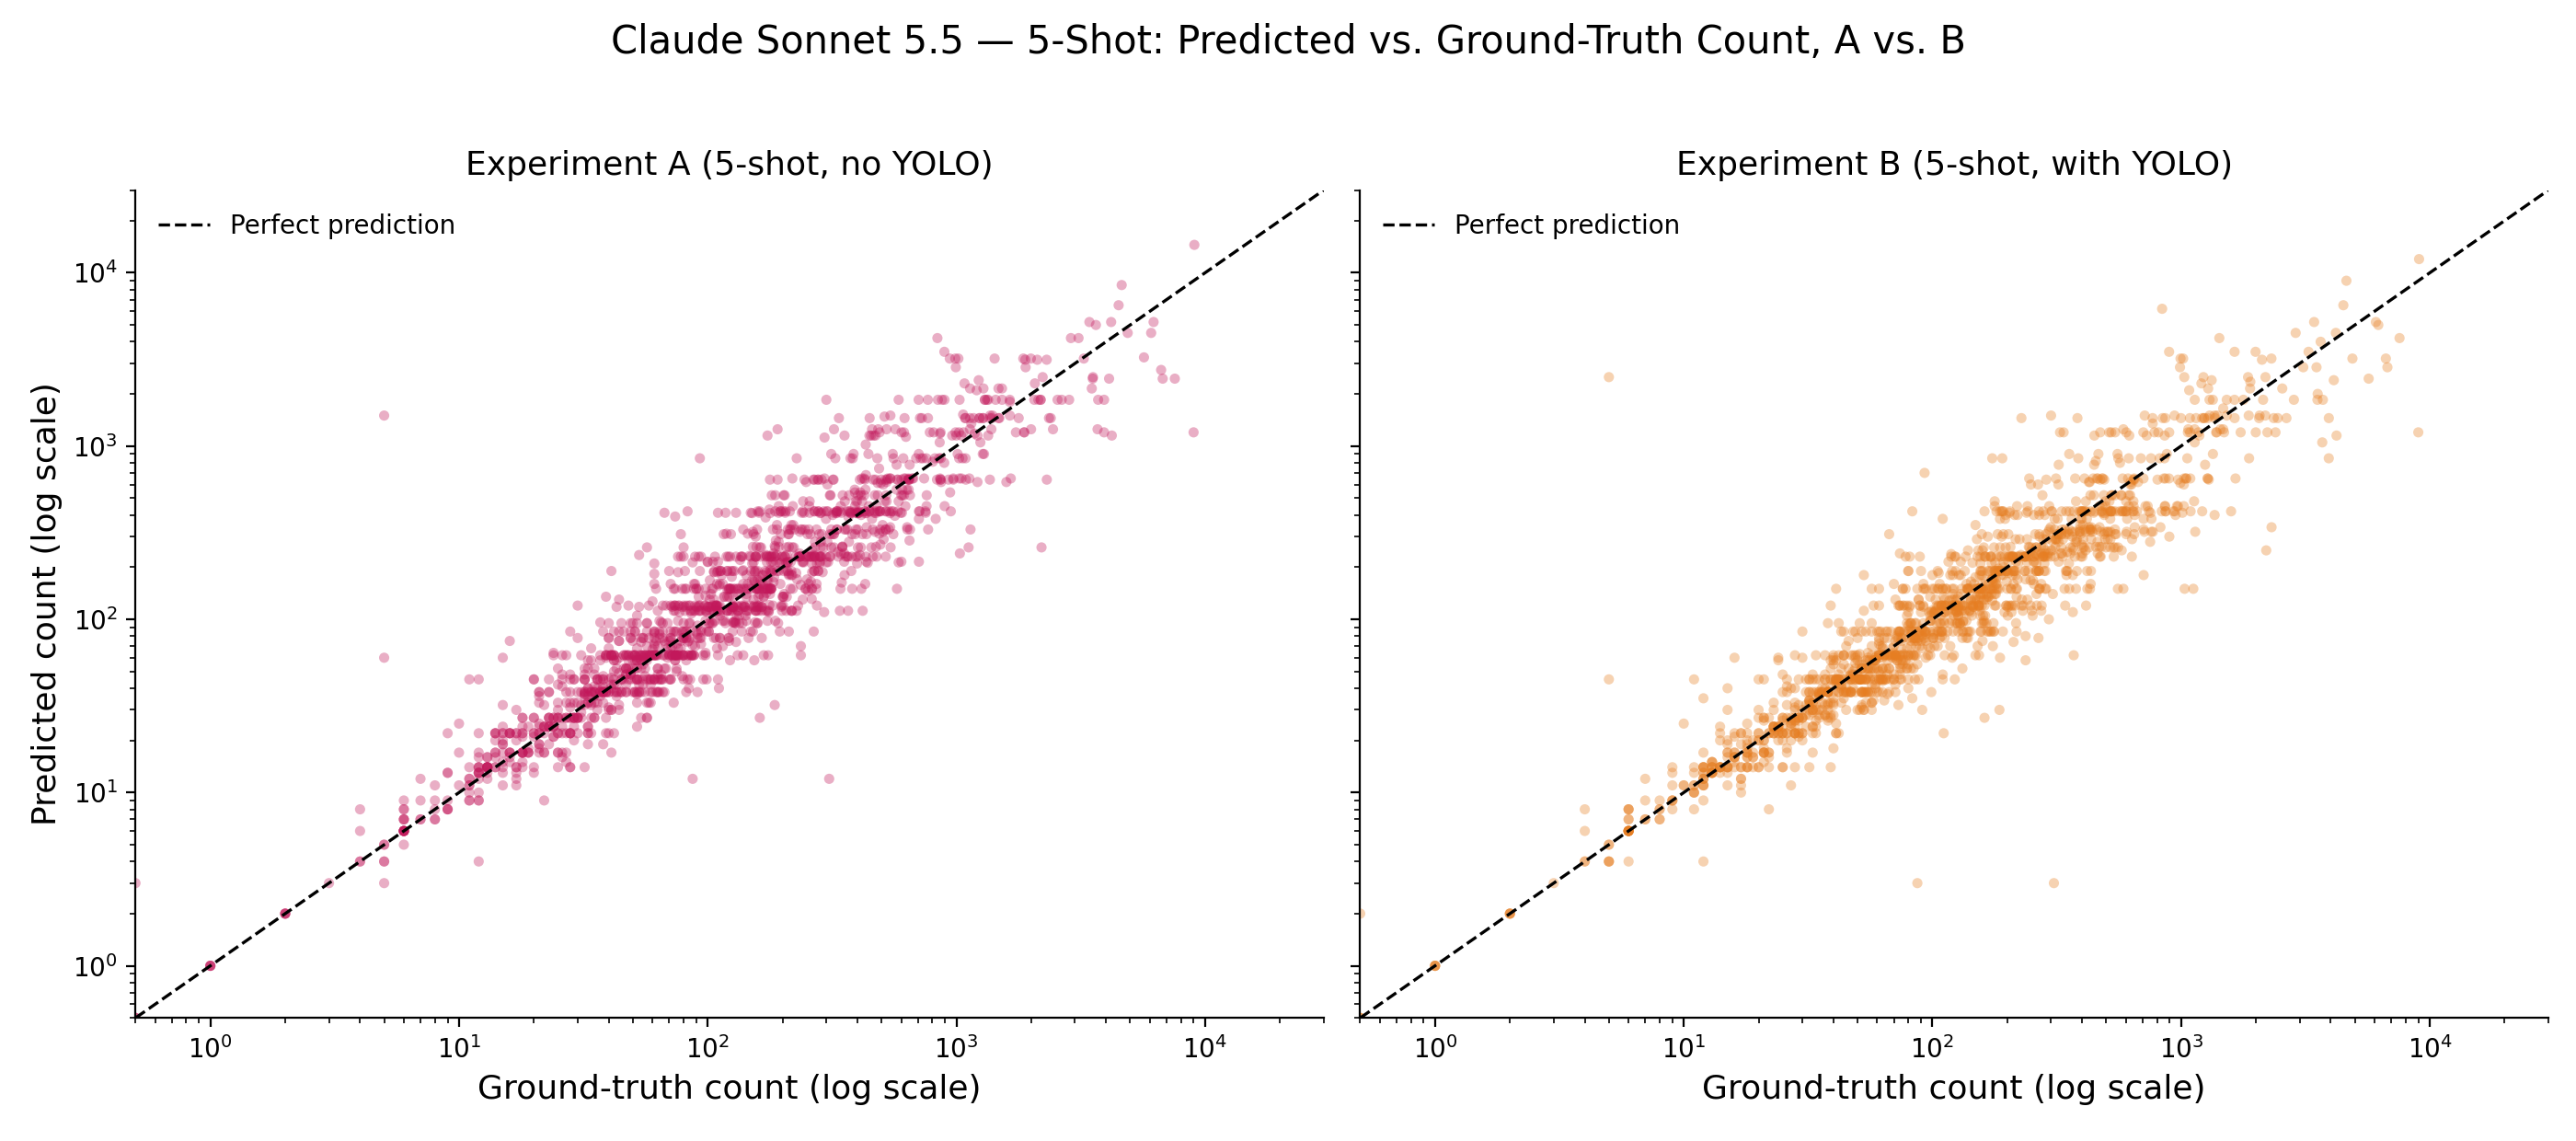 Claude Sonnet 5.5 — 5-Shot: Predicted vs. Ground-Truth Count, A vs. B
Experiment A (5-shot, no YOLO)
Perfect prediction
Predicted count (log scale)
10⁴
10³
10²
10¹
10⁰
10⁰ 10¹ 10² 10³ 10⁴
Ground-truth count (log scale)
Experiment B (5-shot, with YOLO)
Perfect prediction
10⁰ 10¹ 10² 10³ 10⁴
Ground-truth count (log scale)